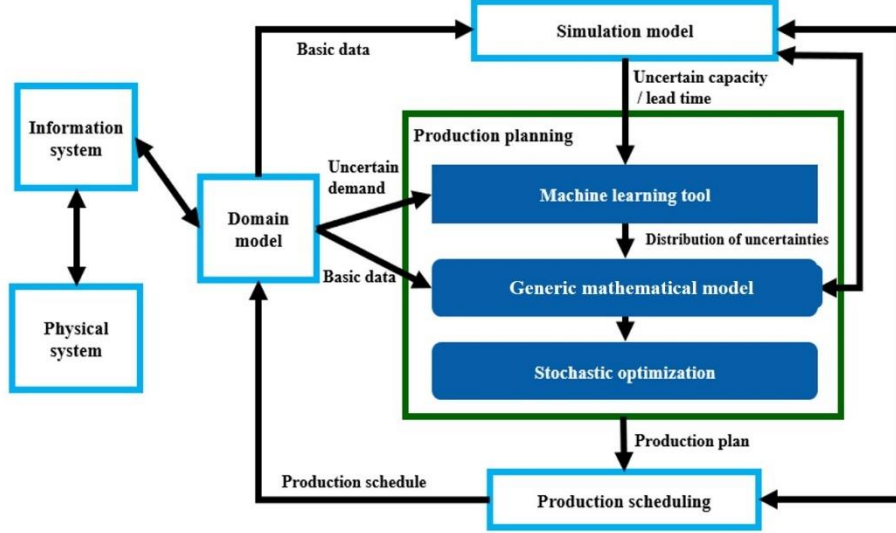 Simulation model
Basic data
Uncertain capacity
/ lead time
Information
system
Production planning
Uncertain
demand
Machine learning tool
Domain
model
Distribution of uncertainties
Basic data
Generic mathematical model
Physical
system
Stochastic optimization
Production plan
Production schedule
Production scheduling